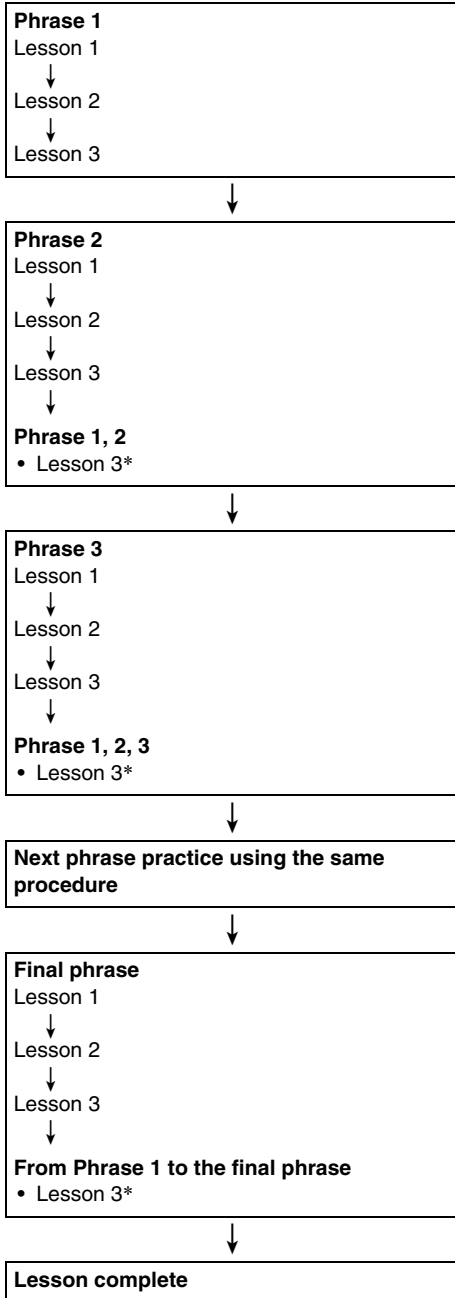 Phrase 1
Lesson 1
Lesson 2
Lesson 3
Phrase 2
Lesson 1
Lesson 2
Lesson 3
Phrase 1, 2
• Lesson 3*
Phrase 3
Lesson 1
Lesson 2
Lesson 3
Phrase 1, 2, 3
• Lesson 3*
Next phrase practice using the same
procedure
Final phrase
Lesson 1
Lesson 2
Lesson 3
From Phrase 1 to the final phrase
• Lesson 3*
Lesson complete